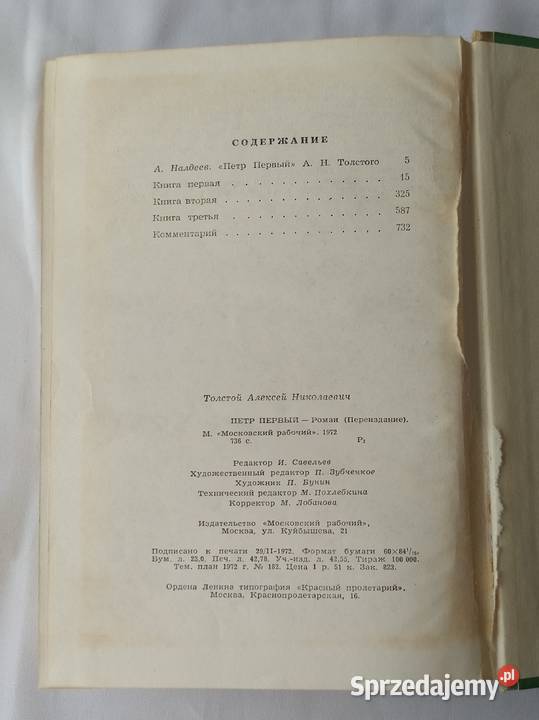 СОДЕРЖАНИЕ
А. Налдеев. «Петр Первый» А. Н. Толстого 5
Книга первая . . . . . . . . . . . . . 15
Книга вторая . . . . . . . . . . . . . 325
Книга третья . . . . . . . . . . . . . 587
Комментарий . . . . . . . . . . . . . 732
Толстой Алексей Николаевич
ПЕТР ПЕРВЫЙ — Роман (Переиздание).
М. «Московский рабочий». 1972
736 с. Р2
Редактор И. Савельев
Художественный редактор П. Зубченков
Художник П. Бунин
Технический редактор М. Похлебкина
Корректор М. Лобанова
Издательство «Московский рабочий»,
Москва, ул. Куйбышева, 21
Подписано к печати 29/II-1972. Формат бумаги 60×84 1/16.
Бум. л. 23,0. Печ. л. 42,78. Уч.-изд. л. 42,55. Тираж 100 000.
Тем. план 1972 г. № 182. Цена 1 р. 51 к. Зак. 823.
Ордена Ленина типография «Красный пролетарий».
Москва, Краснопролетарская, 16.
Sprzedajemy.pl